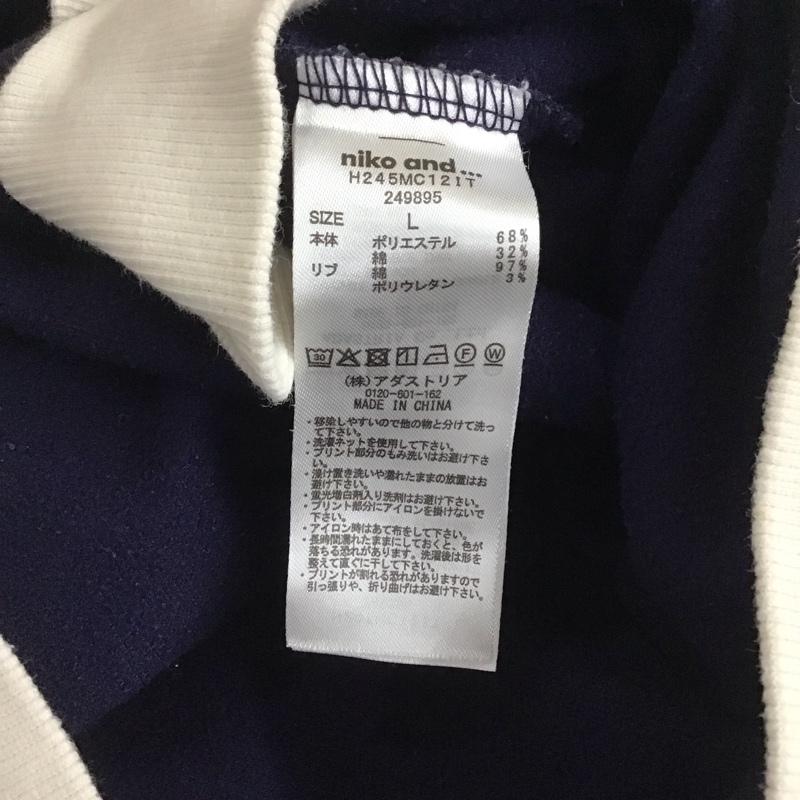 niko and...
H245MC12IT
249895
SIZE L
本体 ポリエステル 68%
綿 32%
リブ 綿 97%
ポリウレタン 3%
30 F W
(株)アダストリア
0120-601-162
MADE IN CHINA
・移染しやすいので他の物と分けて洗っ
て下さい。
・洗濯ネットを使用して下さい。
・プリント部分のもみ洗いはお避け下さ
い。
・漬け置き洗いや濡れたままの放置はお
避け下さい。
・蛍光増白剤入り洗剤はお避け下さい。
・プリント部分にアイロンを掛けないで
下さい。
・アイロン時はあて布をして下さい。
・長時間濡れたままにしておくと、色が
落ちる恐れがあります。洗濯後は形を
整えて直ぐに干して下さい。
・プリントが割れる恐れがありますので
引っ張りや、折り曲げはお避け下さい。